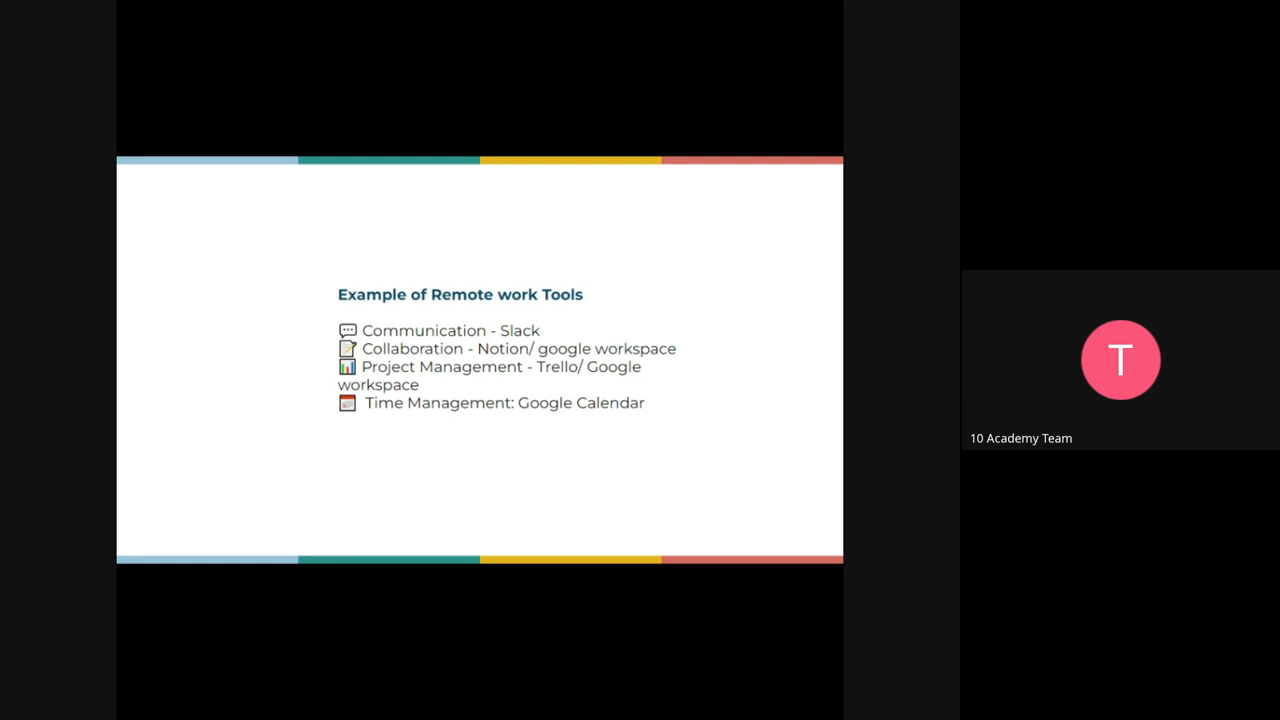 Example of Remote work Tools
💬 Communication - Slack
📝 Collaboration - Notion/ google workspace
📊 Project Management - Trello/ Google
workspace
📅 Time Management: Google Calendar
T
10 Academy Team